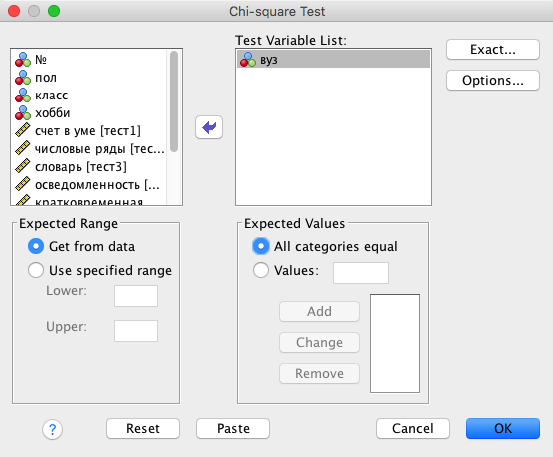 Chi-square Test
Test Variable List:
№
пол
класс
хобби
счет в уме [тест1]
числовые ряды [тес...
словарь [тест3]
осведомленность [...
кратковременная
вуз
Exact...
Options...
Expected Range
Get from data
Use specified range
Lower:
Upper:
Expected Values
All categories equal
Values:
Add
Change
Remove
?
Reset
Paste
Cancel
OK